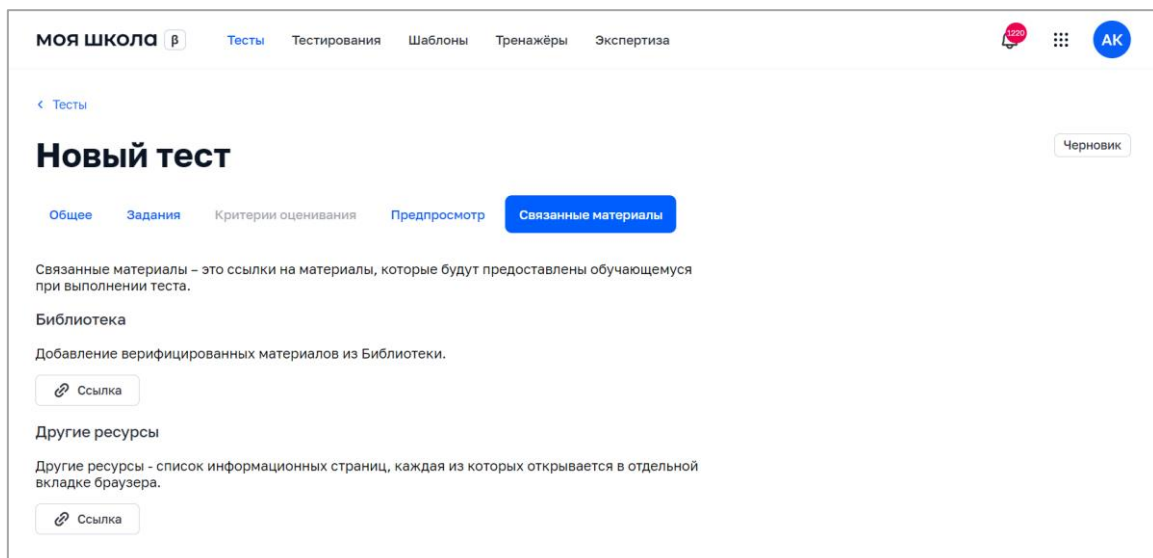 моя школа β Тесты Тестирования Шаблоны Тренажёры Экспертиза 1220 АК
Тесты
Новый тест Черновик
Общее Задания Критерии оценивания Предпросмотр Связанные материалы
Связанные материалы – это ссылки на материалы, которые будут предоставлены обучающемуся
при выполнении теста.
Библиотека
Добавление верифицированных материалов из Библиотеки.
Ссылка
Другие ресурсы
Другие ресурсы - список информационных страниц, каждая из которых открывается в отдельной
вкладке браузера.
Ссылка